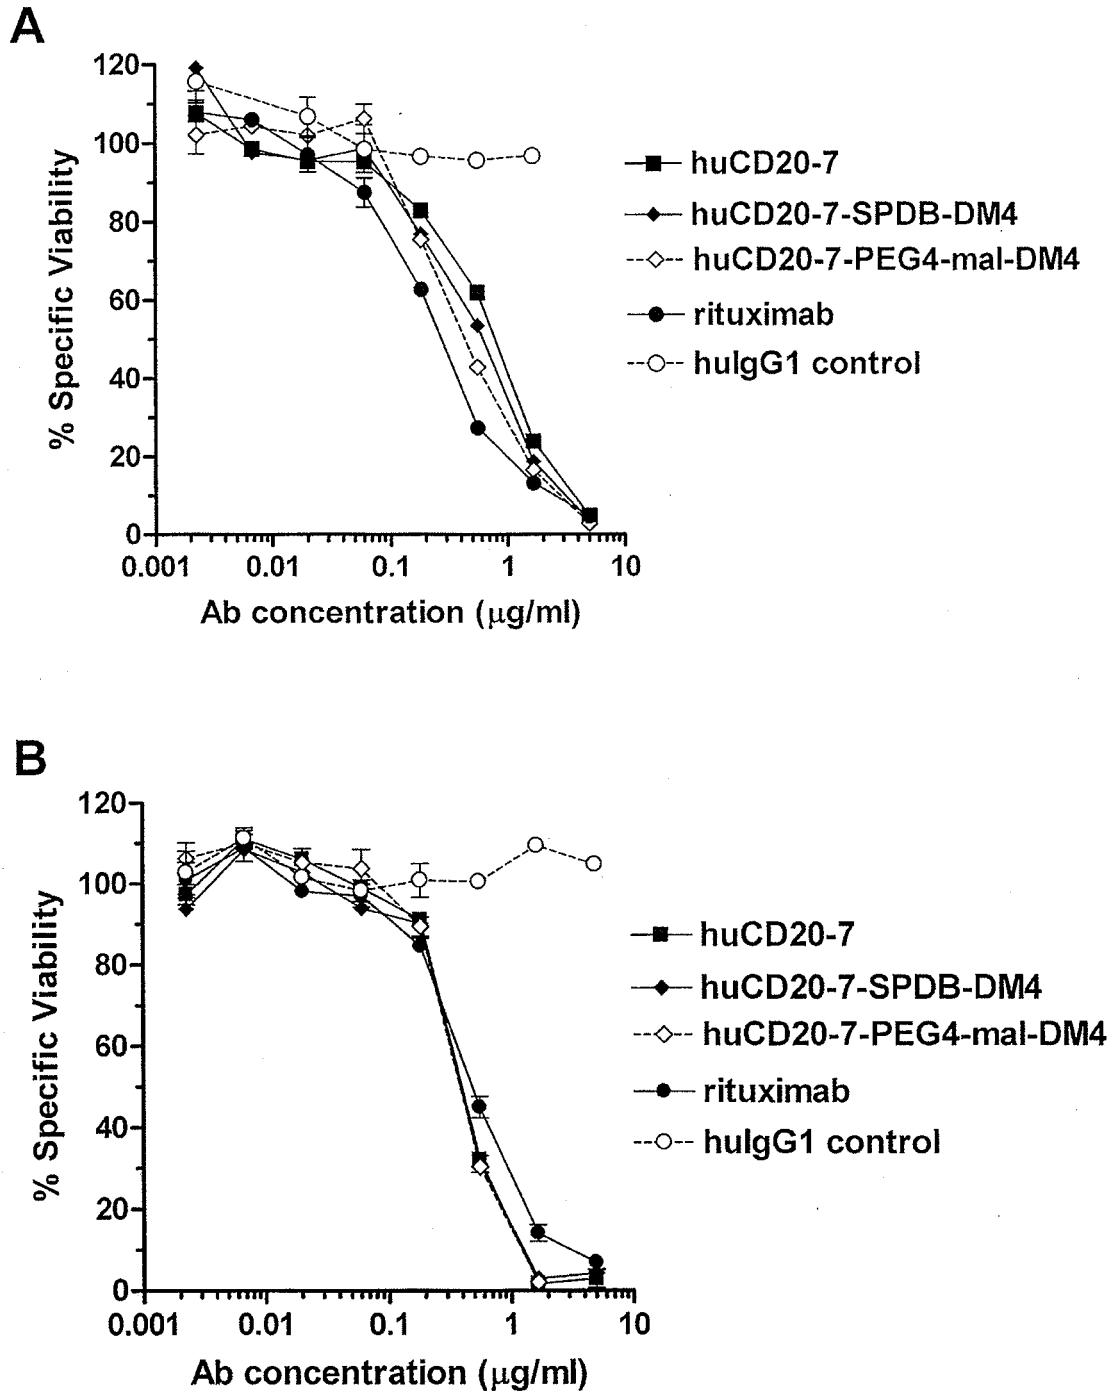 A
120
100
80
60
40
20
0
% Specific Viability
0.001 0.01 0.1 1 10
Ab concentration (μg/ml)
huCD20-7
huCD20-7-SPDB-DM4
huCD20-7-PEG4-mal-DM4
rituximab
huIgG1 control
B
120
100
80
60
40
20
0
% Specific Viability
0.001 0.01 0.1 1 10
Ab concentration (μg/ml)
huCD20-7
huCD20-7-SPDB-DM4
huCD20-7-PEG4-mal-DM4
rituximab
huIgG1 control